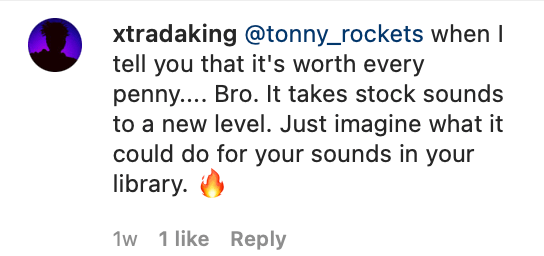 xtradaking @tonny_rockets when I
tell you that it's worth every
penny.... Bro. It takes stock sounds
to a new level. Just imagine what it
could do for your sounds in your
library. 🔥
1w 1 like Reply